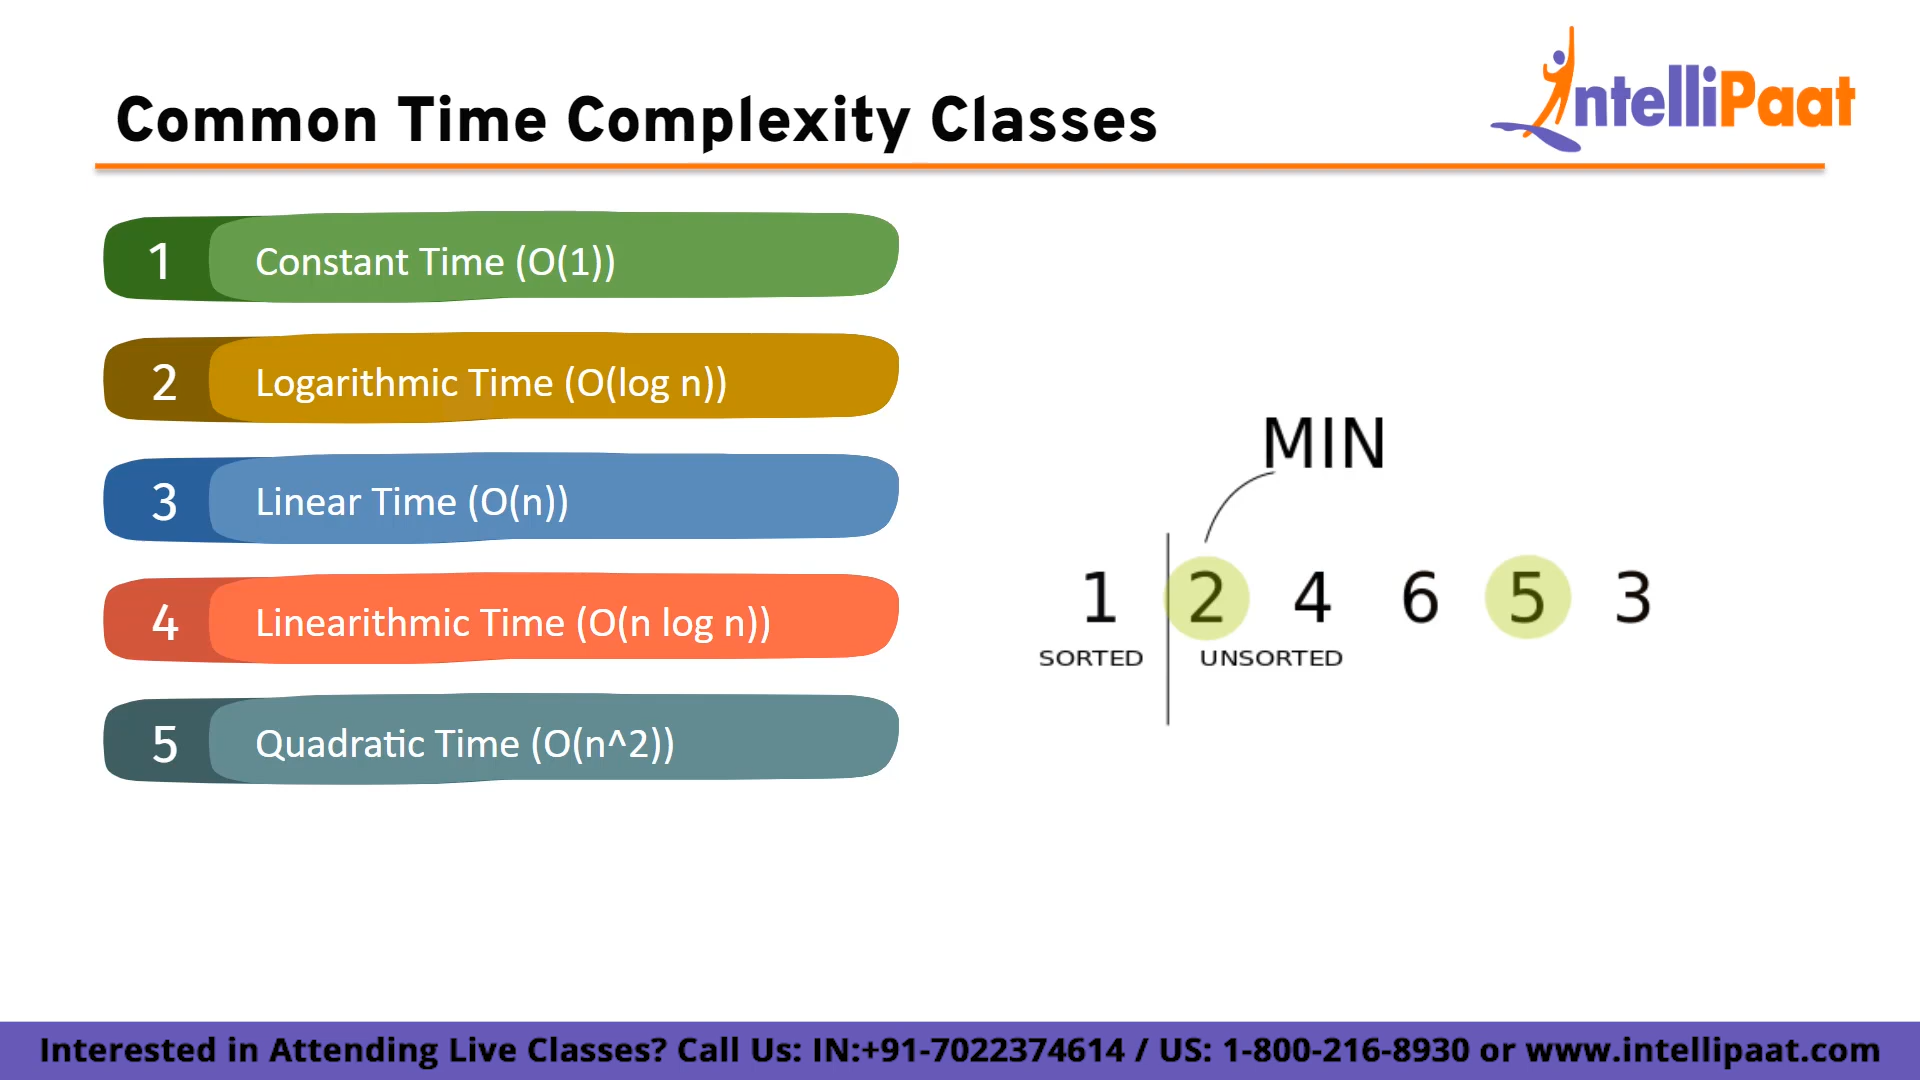 Common Time Complexity Classes
IntelliPaat
1 Constant Time (O(1))
2 Logarithmic Time (O(log n))
3 Linear Time (O(n))
4 Linearithmic Time (O(n log n))
5 Quadratic Time (O(n^2))
MIN
1 2 4 6 5 3
SORTED UNSORTED
Interested in Attending Live Classes? Call Us: IN:+91-7022374614 / US: 1-800-216-8930 or www.intellipaat.com